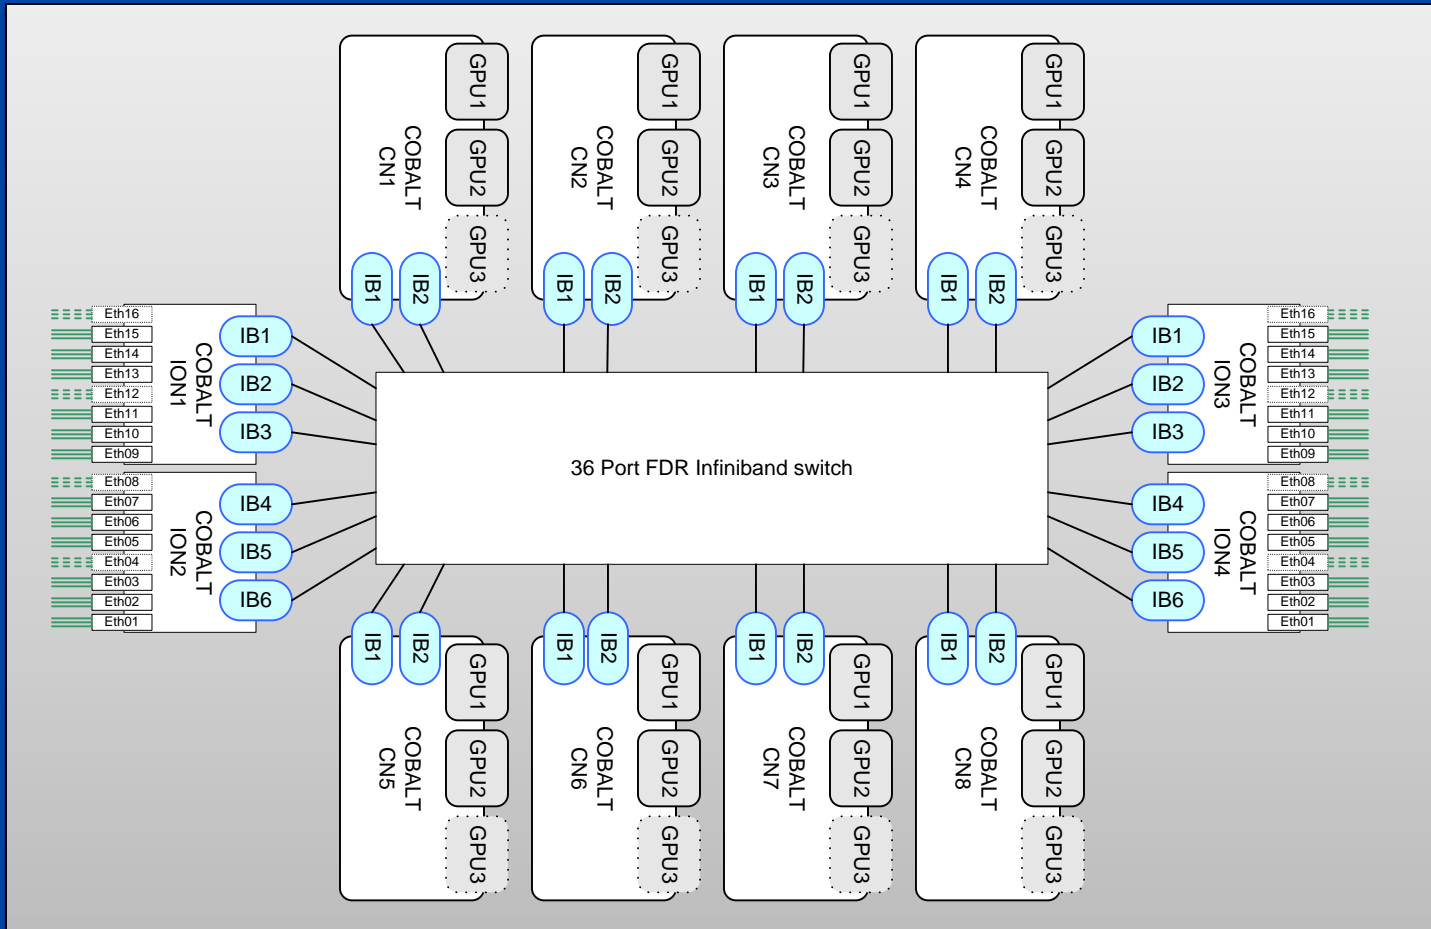 GPU1
GPU2
GPU3
COBALT
CN1
IB1
IB2
GPU1
GPU2
GPU3
COBALT
CN2
IB1
IB2
GPU1
GPU2
GPU3
COBALT
CN3
IB1
IB2
GPU1
GPU2
GPU3
COBALT
CN4
IB1
IB2
Eth16
Eth15
Eth14
Eth13
Eth12
Eth11
Eth10
Eth09
COBALT
ION1
IB1
IB2
IB3
Eth08
Eth07
Eth06
Eth05
Eth04
Eth03
Eth02
Eth01
COBALT
ION2
IB4
IB5
IB6
36 Port FDR Infiniband switch
IB1
IB2
IB3
COBALT
ION3
Eth16
Eth15
Eth14
Eth13
Eth12
Eth11
Eth10
Eth09
IB4
IB5
IB6
COBALT
ION4
Eth08
Eth07
Eth06
Eth05
Eth04
Eth03
Eth02
Eth01
IB1
IB2
GPU1
GPU2
GPU3
COBALT
CN5
IB1
IB2
GPU1
GPU2
GPU3
COBALT
CN6
IB1
IB2
GPU1
GPU2
GPU3
COBALT
CN7
IB1
IB2
GPU1
GPU2
GPU3
COBALT
CN8